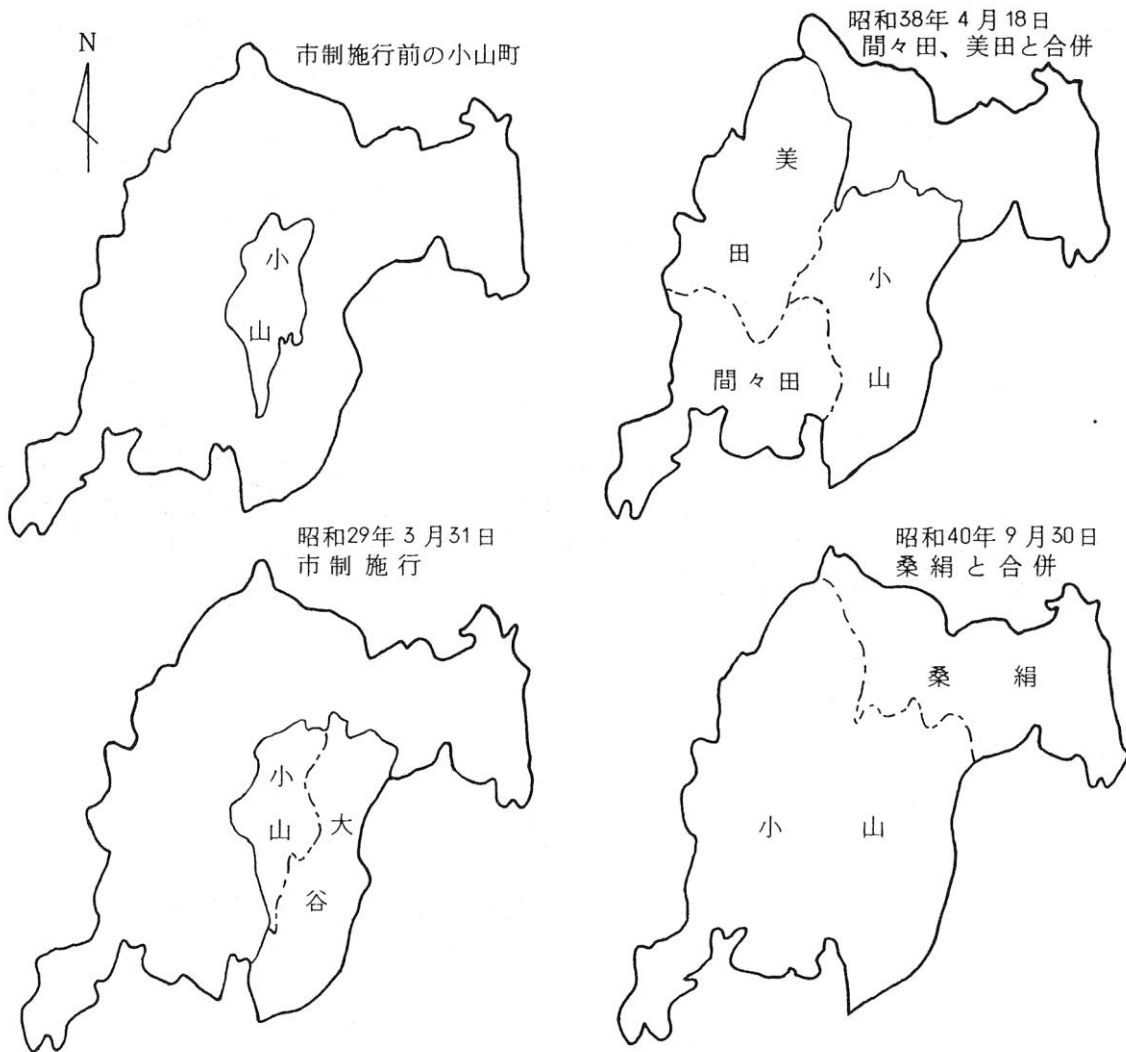 N
市制施行前の小山町
小
山
昭和38年4月18日
間々田、美田と合併
美
田
小
山
間々田
昭和29年3月31日
市制施行
小
山
大
谷
昭和40年9月30日
桑絹と合併
桑絹
小山